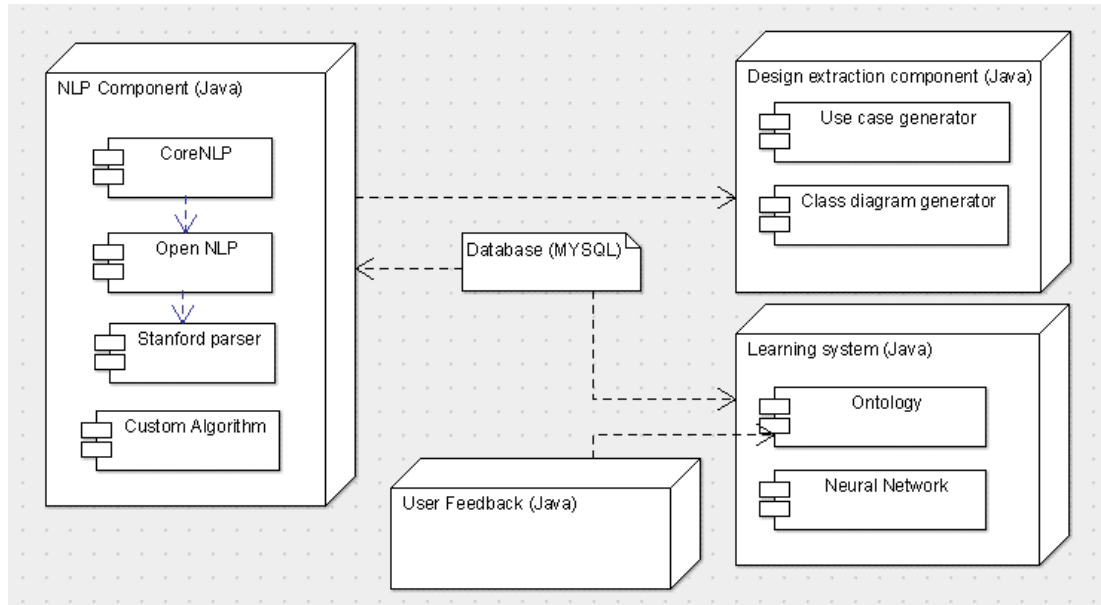 NLP Component (Java)
CoreNLP
Open NLP
Stanford parser
Custom Algorithm
Database (MYSQL)
User Feedback (Java)
Design extraction component (Java)
Use case generator
Class diagram generator
Learning system (Java)
Ontology
Neural Network